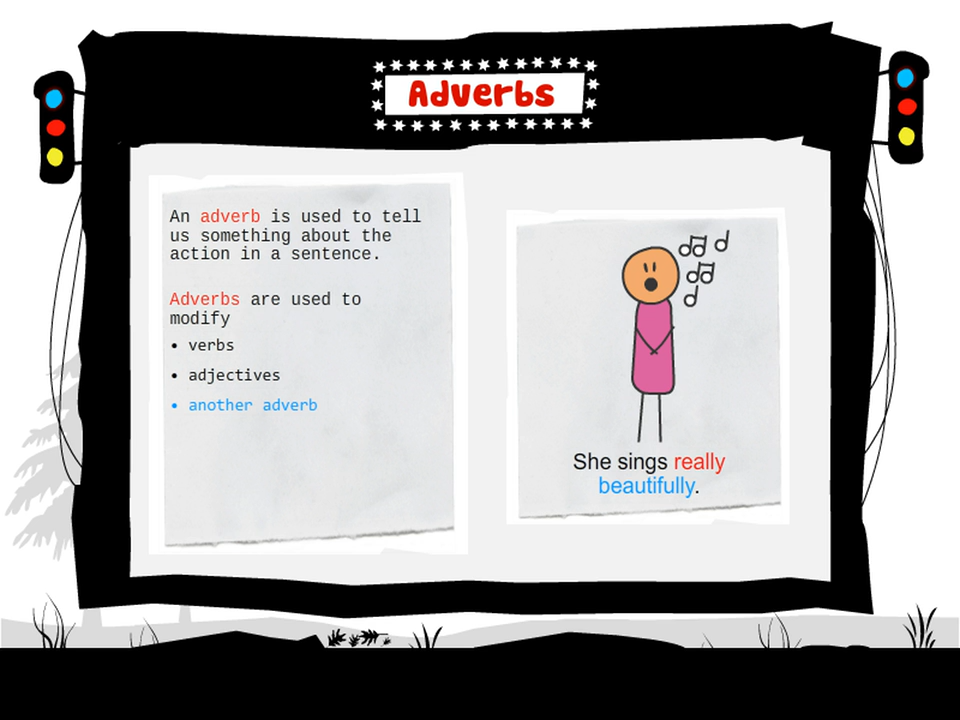 Adverbs
An adverb is used to tell
us something about the
action in a sentence.
Adverbs are used to
modify
• verbs
• adjectives
• another adverb
She sings really
beautifully.